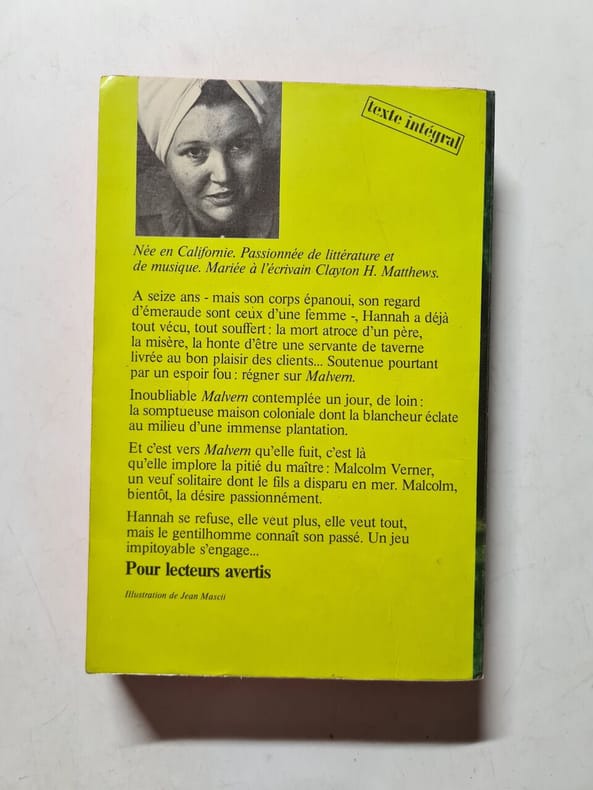 texte intégral
Née en Californie. Passionnée de littérature et
de musique. Mariée à l'écrivain Clayton H. Matthews.
A seize ans - mais son corps épanoui, son regard
d'émeraude sont ceux d'une femme -, Hannah a déjà
tout vécu, tout souffert : la mort atroce d'un père,
la misère, la honte d'être une servante de taverne
livrée au bon plaisir des clients... Soutenue pourtant
par un espoir fou : régner sur Malvern.
Inoubliable Malvern contemplée un jour, de loin :
la somptueuse maison coloniale dont la blancheur éclate
au milieu d'une immense plantation.
Et c'est vers Malvern qu'elle fuit, c'est là
qu'elle implore la pitié du maître : Malcolm Verner,
un veuf solitaire dont le fils a disparu en mer. Malcolm,
bientôt, la désire passionnément.
Hannah se refuse, elle veut plus, elle veut tout,
mais le gentilhomme connaît son passé. Un jeu
impitoyable s'engage...
Pour lecteurs avertis
Illustration de Jean Mascii